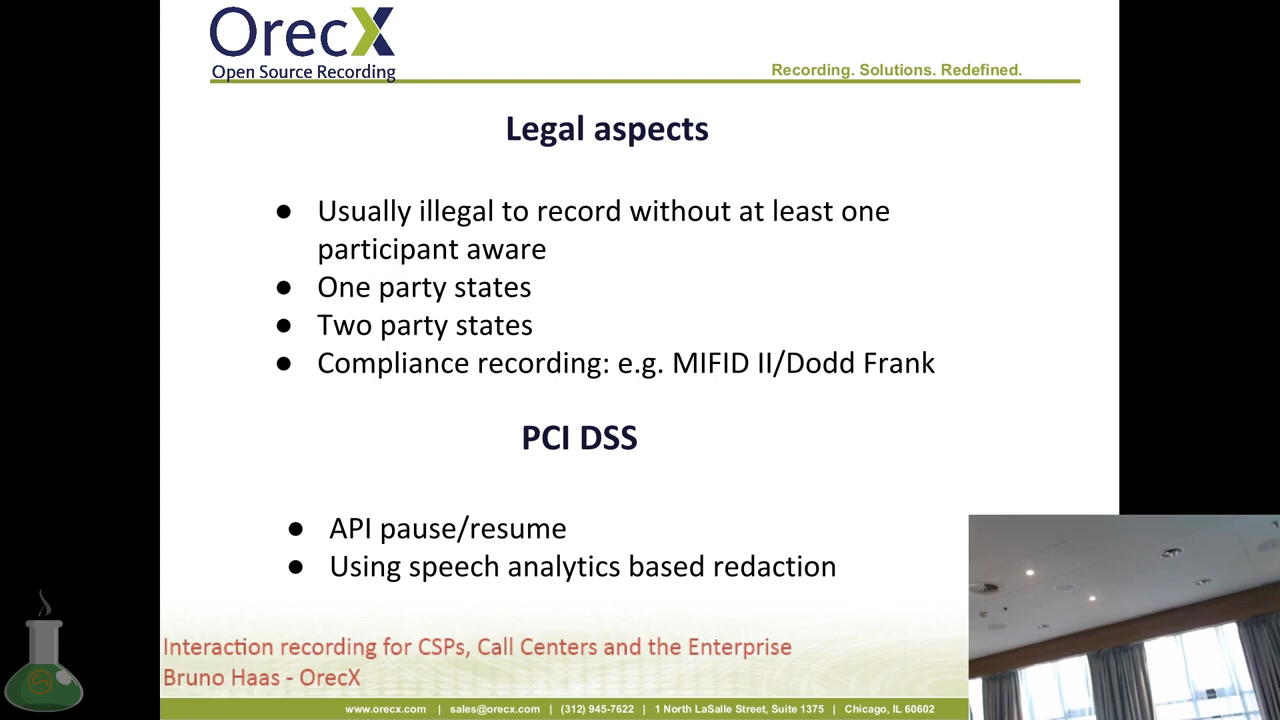 OrecX
Open Source Recording
Recording. Solutions. Redefined.
Legal aspects
● Usually illegal to record without at least one
participant aware
● One party states
● Two party states
● Compliance recording: e.g. MIFID II/Dodd Frank
PCI DSS
● API pause/resume
● Using speech analytics based redaction
Interaction recording for CSPs, Call Centers and the Enterprise
Bruno Haas - OrecX
www.orecx.com | sales@orecx.com | (312) 945-7622 | 1 North LaSalle Street, Suite 1375 | Chicago, IL 60602